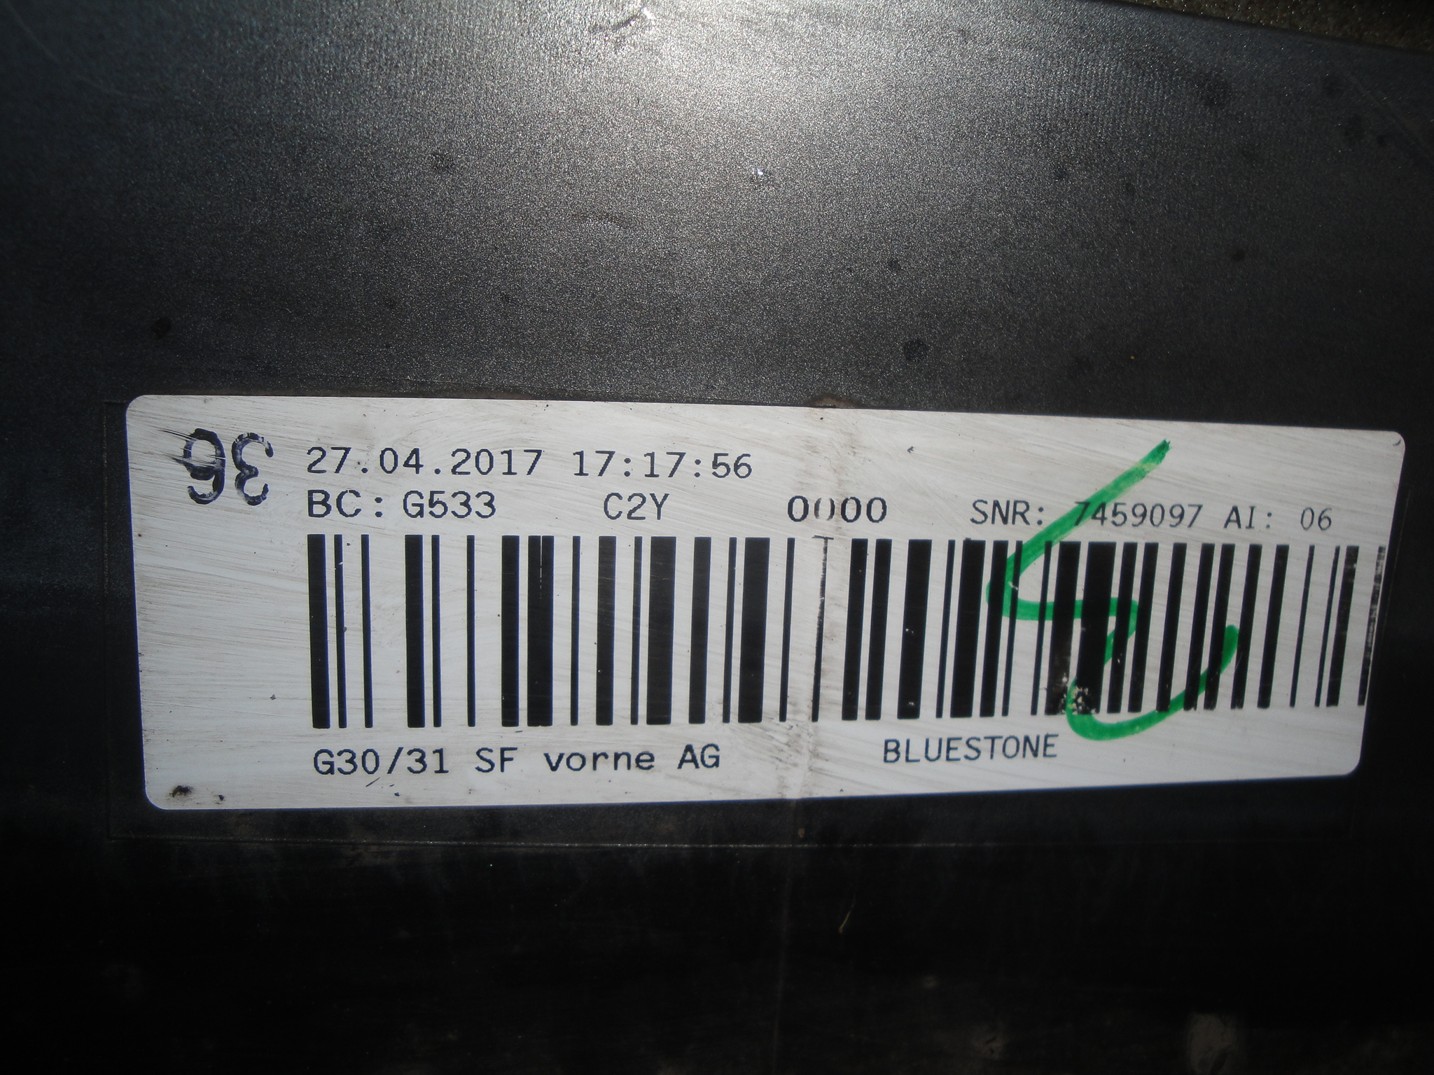 36
27.04.2017 17:17:56
BC: G533 C2Y 0000 SNR: 7459097 AI: 06
G30/31 SF vorne AG BLUESTONE